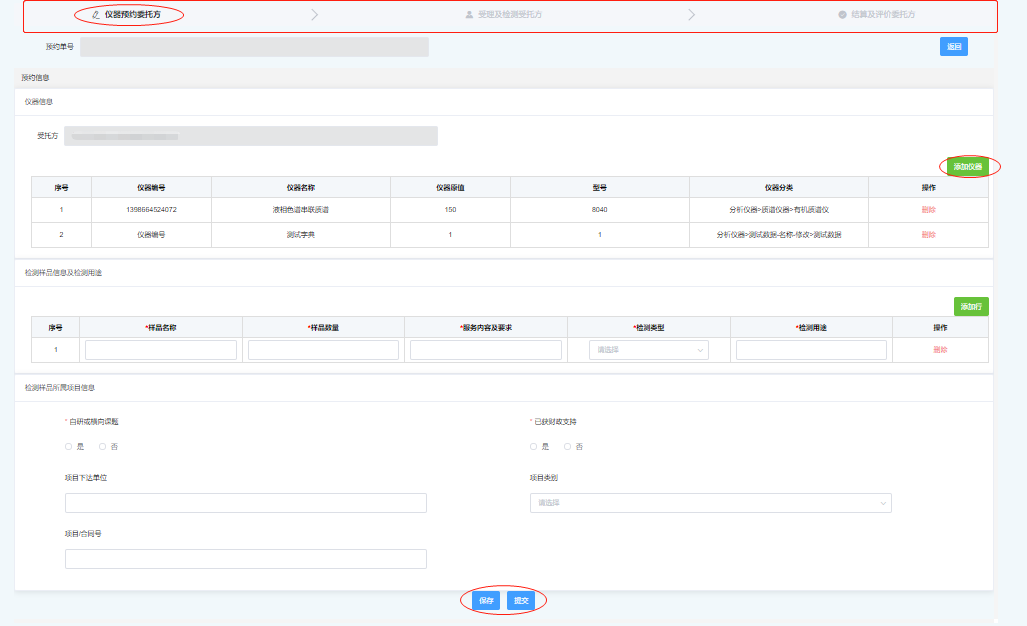 仪器预约委托方 受理及检测受托方 结算及评价委托方
预约单号 返回
预约信息
仪器信息
受托方
添加仪器
序号 仪器编号 仪器名称 仪器原值 型号 仪器分类 操作
1 1398664524072 液相色谱串联质谱 150 8040 分析仪器>质谱仪器>有机质谱仪 删除
2 仪器编号 测试字典 1 1 分析仪器>测试数据-名称-修改>测试数据 删除
检测样品信息及检测用途
添加行
序号 *样品名称 *样品数量 *服务内容及要求 *检测类型 *检测用途 操作
1 请选择 删除
检测样品所属项目信息
* 自研或横向课题 * 已获财政支持
是 否 是 否
项目下达单位 项目类别
请选择
项目/合同号
保存 提交